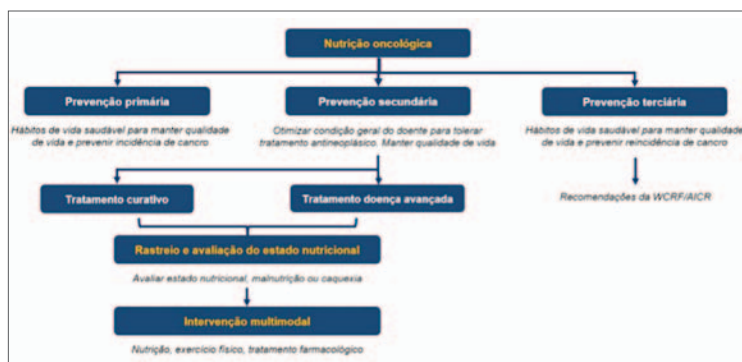 Nutrição oncológica
Prevenção primária
Prevenção secundária
Prevenção terciária
Hábitos de vida saudável para manter qualidade
de vida e prevenir incidência de cancro
Otimizar condição geral do doente para tolerar
tratamento antineoplásico. Manter qualidade de vida
Hábitos de vida saudável para manter qualidade
de vida e prevenir reincidência de cancro
Tratamento curativo
Tratamento doença avançada
Recomendações da WCRF/AICR
Rastreio e avaliação do estado nutricional
Avaliar estado nutricional, malnutrição ou caquexia
Intervenção multimodal
Nutrição, exercício físico, tratamento farmacológico